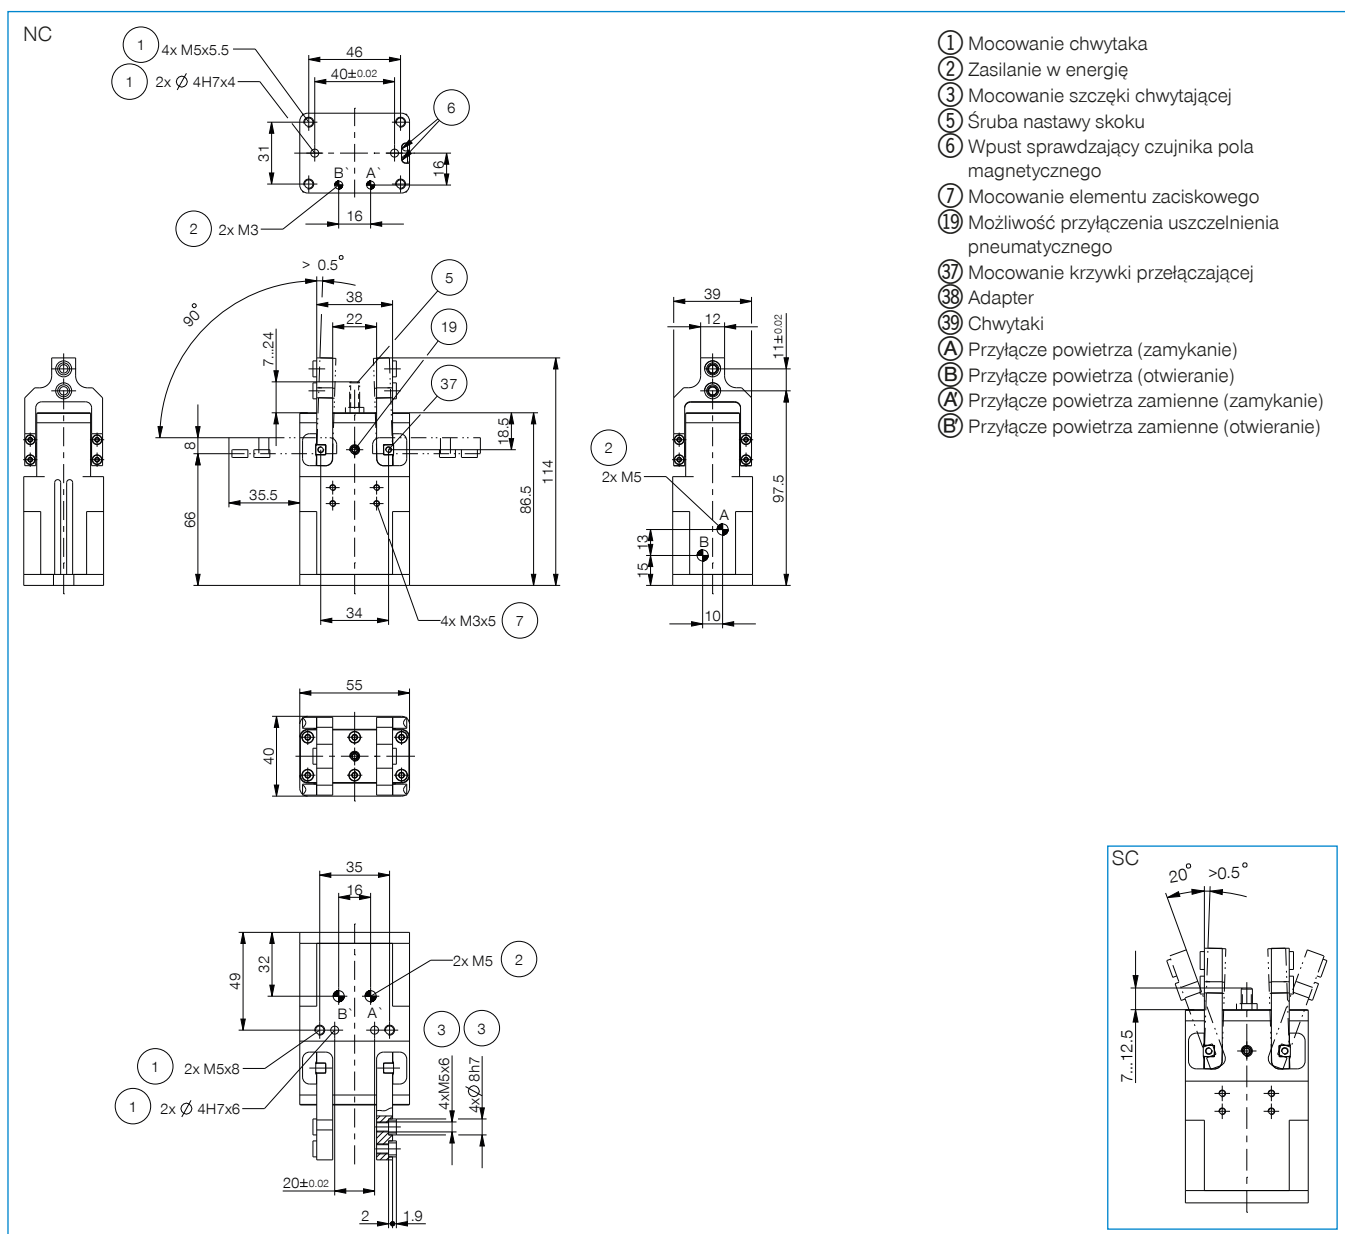 NC
1 4x M5x5.5
1 2x Ø 4H7x4
46
40±0.02
6
31
16
B` A`
16
2 2x M3
> 0.5°
90°
38
22
7...24
5
19
37
18.5
8
35.5
66
86.5
114
34
4x M3x5 7
39
12
11±0.02
2
2x M5
A
B
13
15
97.5
10
55
40
35
16
49
32
2x M5 2
B` A`
3 3
1 2x M5x8
1 2x Ø 4H7x6
4xM5x6
4xØ8h7
20±0.02
2 1.9
1 Mocowanie chwytaka
2 Zasilanie w energię
3 Mocowanie szczęki chwytającej
5 Śruba nastawy skoku
6 Wpust sprawdzający czujnika pola
magnetycznego
7 Mocowanie elementu zaciskowego
19 Możliwość przyłączenia uszczelnienia
pneumatycznego
37 Mocowanie krzywki przełączającej
38 Adapter
39 Chwytaki
A Przyłącze powietrza (zamykanie)
B Przyłącze powietrza (otwieranie)
A' Przyłącze powietrza zamienne (zamykanie)
B' Przyłącze powietrza zamienne (otwieranie)
SC
20° >0.5°
7...12.5